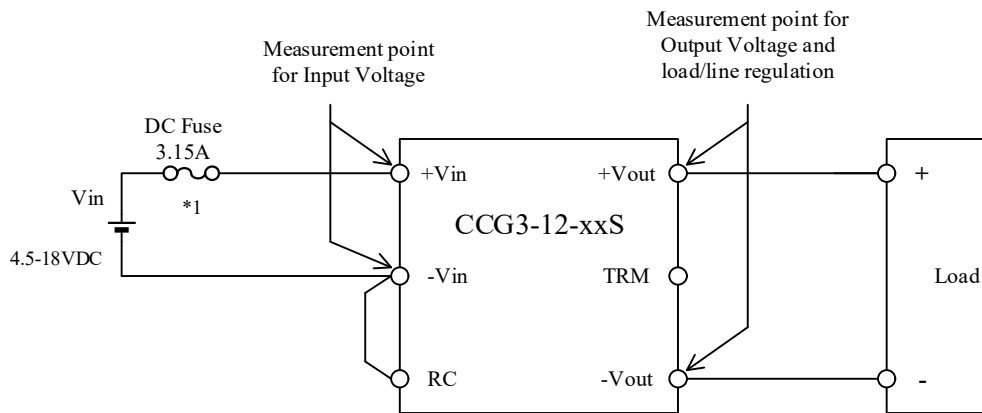 Measurement point for
Output Voltage and
load/line regulation
Measurement point
for Input Voltage
DC Fuse
3.15A
*1
Vin
4.5-18VDC
+Vin
-Vin
RC
CCG3-12-xxS
+Vout
TRM
-Vout
+
Load
-